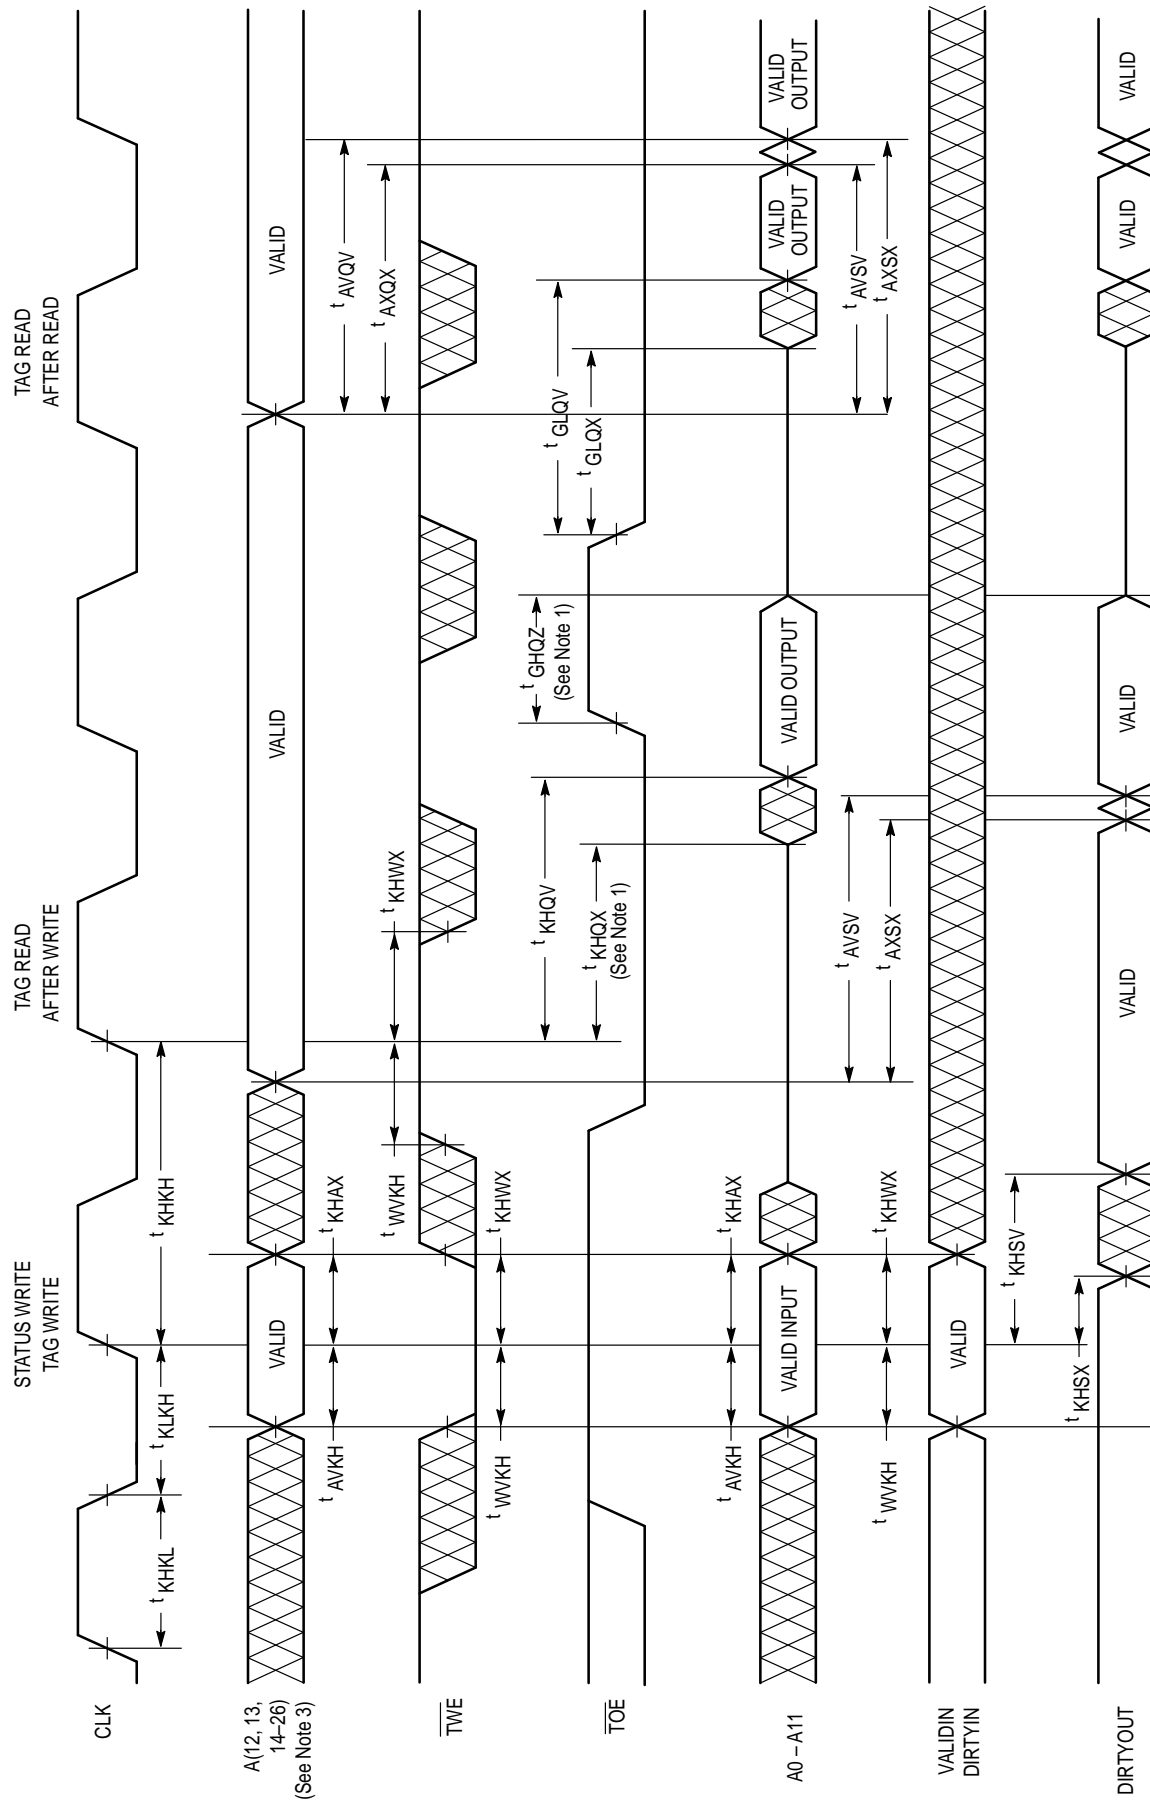 STATUS WRITE
TAG WRITE
TAG READ
AFTER WRITE
TAG READ
AFTER READ
CLK
t KHKL
t KLKH
t KHKH
A(12, 13,
14–26)
(See Note 3)
VALID
VALID
VALID
t AVKH
t KHAX
t AVQV
t WVKH
t KHWX
t AXQX
TWE
t WVKH
t KHWX
t GHQZ
(See Note 1)
t KHQV
t GLQV
t KHQX
(See Note 1)
t GLQX
TOE
t AVKH
t KHAX
A0 – A11
VALID INPUT
VALID OUTPUT
VALID
OUTPUT
VALID
OUTPUT
t AVSV
t AVSV
t WVKH
t KHWX
t AXSX
t AXSX
VALIDIN
DIRTYIN
VALID
t KHSV
t KHSX
DIRTYOUT
VALID
VALID
VALID
VALID